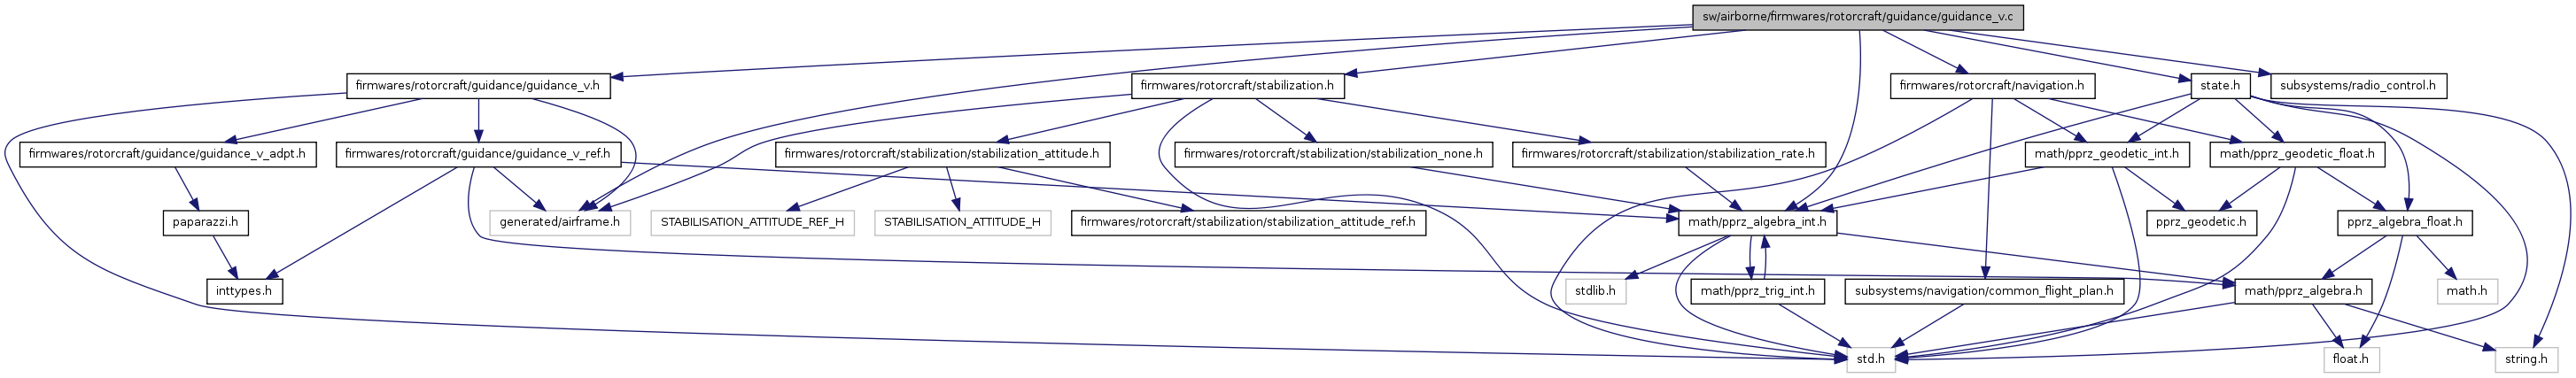 sw/airborne/firmwares/rotorcraft/guidance/guidance_v.c
firmwares/rotorcraft/guidance/guidance_v.h
firmwares/rotorcraft/stabilization.h
firmwares/rotorcraft/navigation.h
state.h
subsystems/radio_control.h
firmwares/rotorcraft/guidance/guidance_v_adpt.h
firmwares/rotorcraft/guidance/guidance_v_ref.h
firmwares/rotorcraft/stabilization/stabilization_attitude.h
firmwares/rotorcraft/stabilization/stabilization_none.h
firmwares/rotorcraft/stabilization/stabilization_rate.h
math/pprz_geodetic_int.h
math/pprz_geodetic_float.h
paparazzi.h
generated/airframe.h
STABILISATION_ATTITUDE_REF_H
STABILISATION_ATTITUDE_H
firmwares/rotorcraft/stabilization/stabilization_attitude_ref.h
math/pprz_algebra_int.h
pprz_geodetic.h
pprz_algebra_float.h
inttypes.h
stdlib.h
math/pprz_trig_int.h
subsystems/navigation/common_flight_plan.h
math/pprz_algebra.h
math.h
std.h
float.h
string.h